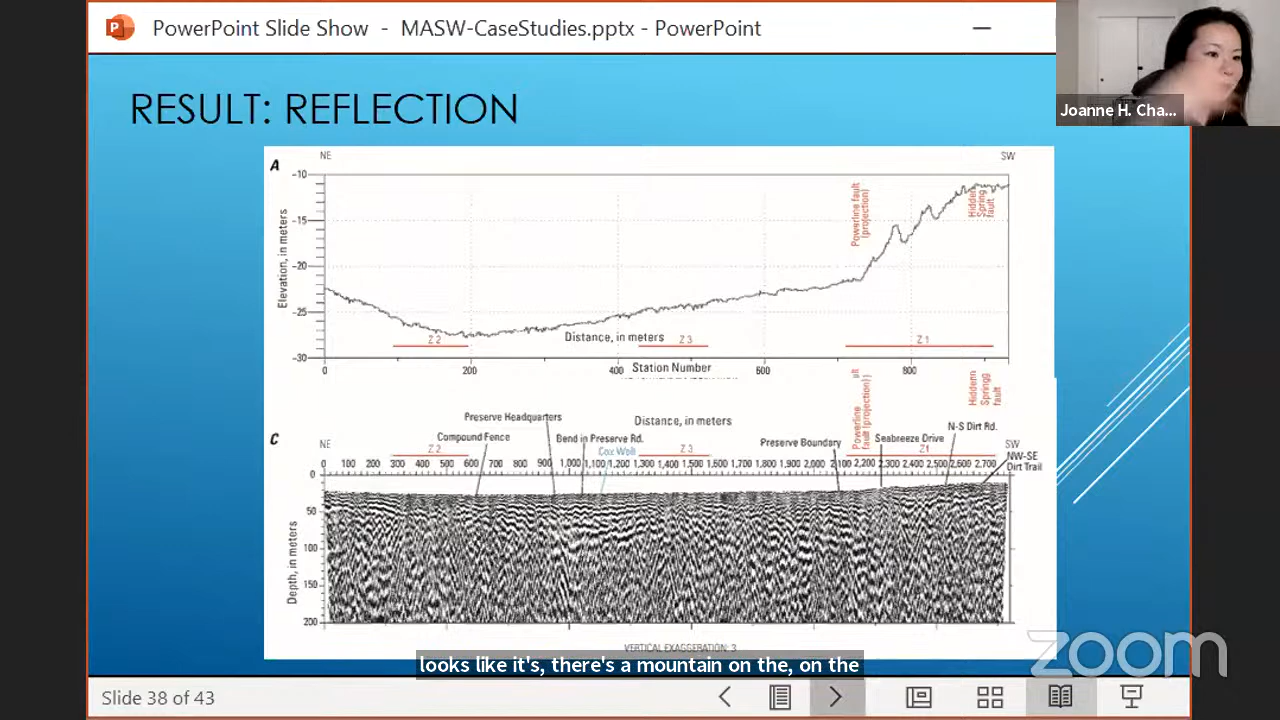 PowerPoint Slide Show - MASW-CaseStudies.pptx - PowerPoint
Joanne H. Cha...
RESULT: REFLECTION
A
NE
SW
Elevation, in meters
-10
-15
-20
-25
-30
Powerline fault (projection)
Hidden Spring fault
Z 2
Distance, in meters
Z 3
Z 1
0
200
400
600
800
Station Number
Powerline
fault (projection)
Hidden
Springg
fault
C
NE
Distance, in meters
Preserve Headquarters
Compound Fence
Bend in Preserve Rd.
Cox Well
Preserve Boundary
Seabreeze Drive
N-S Dirt Rd.
SW
NW-SE
Dirt Trail
Z 2
Z 3
Z1
0 100 200 300 400 500 600 700 800 900 1,000 1,100 1,200 1,300 1,400 1,500 1,600 1,700 1,800 1,900 2,000 2,100 2,200 2,300 2,400 2,500 2,600 2,700
Depth, in meters
0
50
100
150
200
VERTICAL EXAGGERATION: 3
looks like it's, there's a mountain on the, on the
zoom
Slide 38 of 43